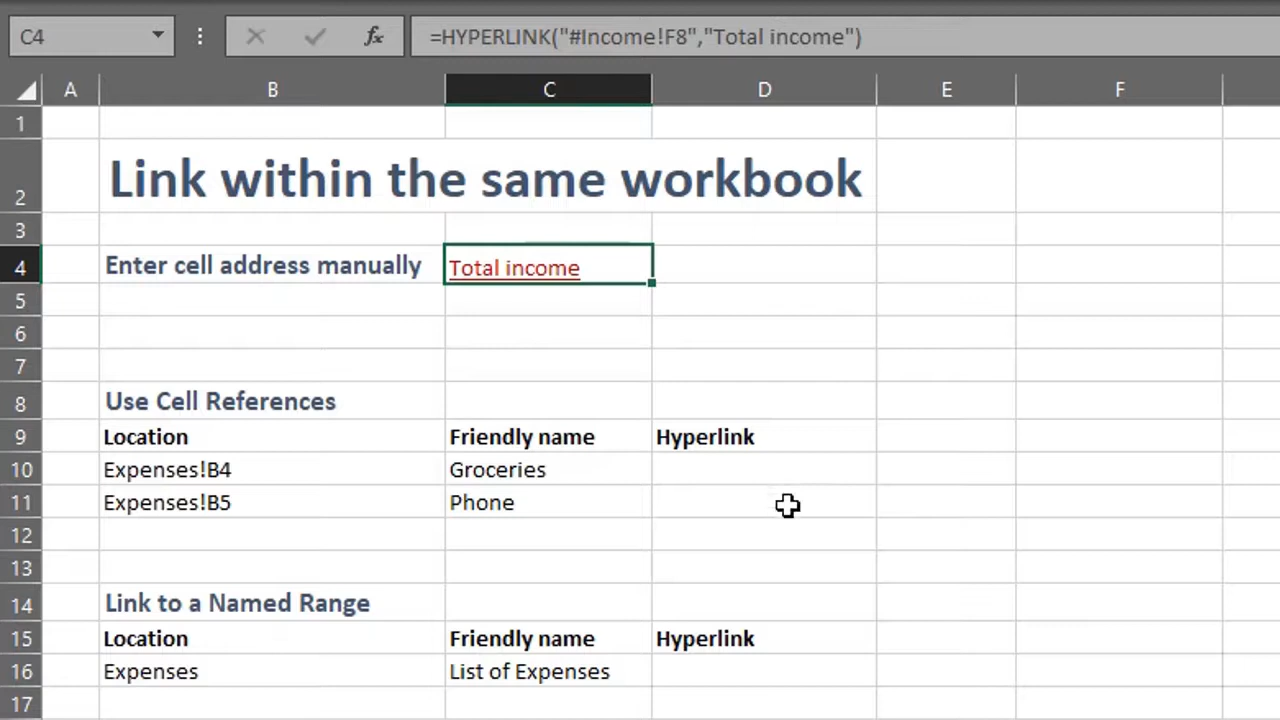 C4 fx =HYPERLINK("#Income!F8","Total income")
A B C D E F
1
2 Link within the same workbook
3
4 Enter cell address manually Total income
5
6
7
8 Use Cell References
9 Location Friendly name Hyperlink
10 Expenses!B4 Groceries
11 Expenses!B5 Phone
12
13
14 Link to a Named Range
15 Location Friendly name Hyperlink
16 Expenses List of Expenses
17